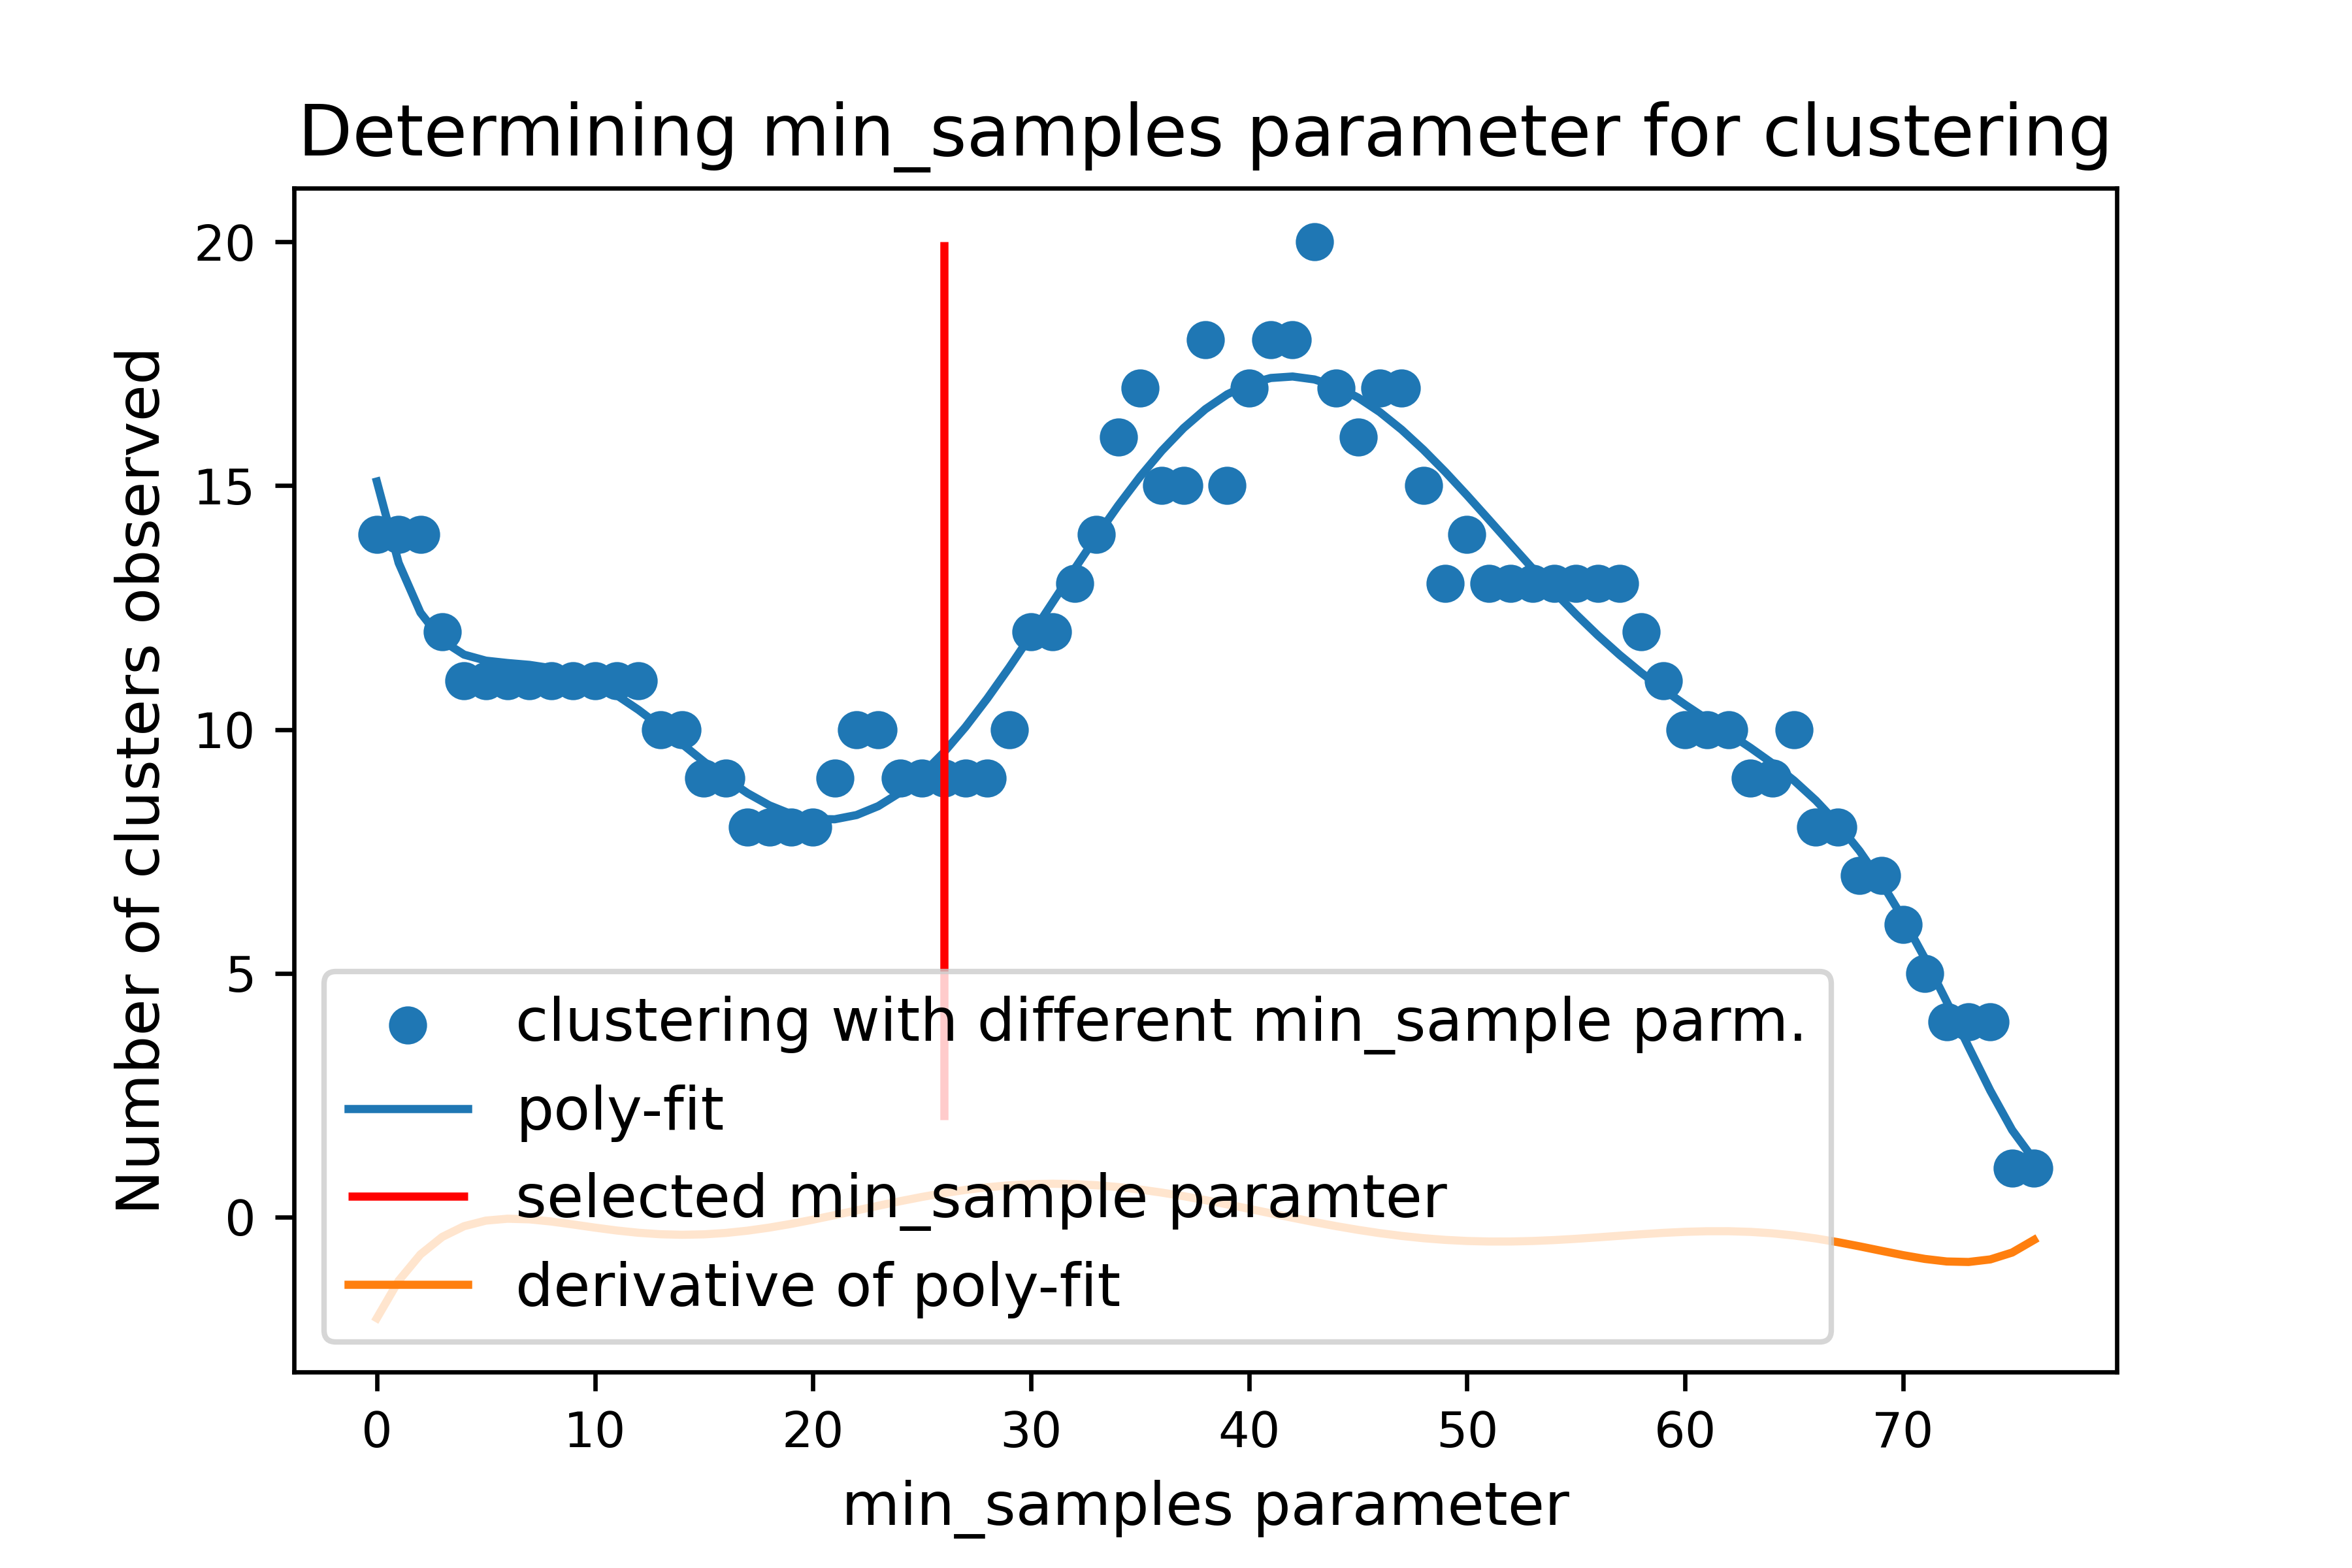 Determining min_samples parameter for clustering
Number of clusters observed
20
15
10
5
0
clustering with different min_sample parm.
poly-fit
selected min_sample paramter
derivative of poly-fit
0 10 20 30 40 50 60 70
min_samples parameter